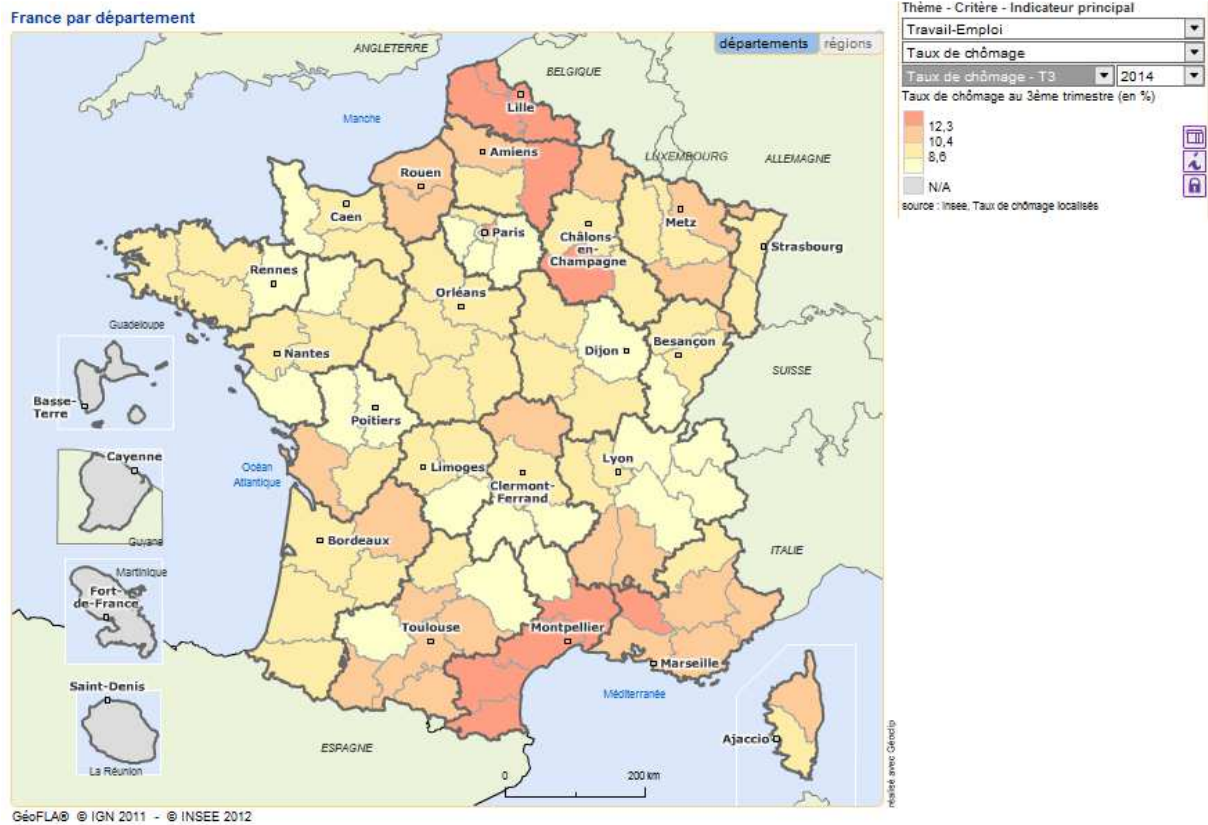 France par département
départements
régions
ANGLETERRE
BELGIQUE
Lille
Manche
Amiens
LUXEMBOURG
ALLEMAGNE
Rouen
Caen
Paris
Metz
Châlons-
en-
Champagne
Strasbourg
Rennes
Orléans
Guadeloupe
Nantes
Dijon
Besançon
SUISSE
Basse-
Terre
Poitiers
Cayenne
Océan
Atlantique
Limoges
Lyon
Clermont-
Ferrand
Guyane
Bordeaux
ITALIE
Martinique
Fort-
de-France
Toulouse
Montpellier
Marseille
Saint-Denis
Méditerranée
Ajaccio
ESPAGNE
La Réunion
0
200 km
réalisé avec Géoclip
GéoFLA® © IGN 2011 - © INSEE 2012
Thème - Critère - Indicateur principal
Travail-Emploi
Taux de chômage
Taux de chômage - T3
2014
Taux de chômage au 3ème trimestre (en %)
12,3
10,4
8,6
N/A
source : Insee, Taux de chômage localisés